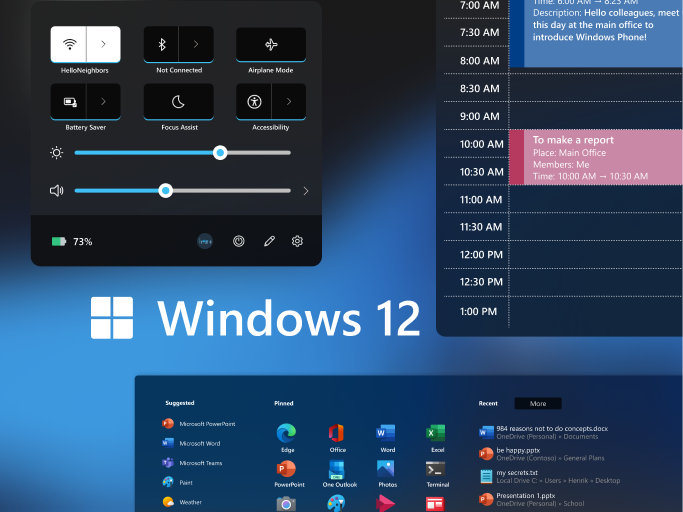 HelloNeighbors
Not Connected
Airplane Mode
Battery Saver
Focus Assist
Accessibility
73%
7:00 AM
7:30 AM
8:00 AM
8:30 AM
9:00 AM
10:00 AM
10:30 AM
11:00 AM
11:30 AM
12:00 PM
12:30 PM
1:00 PM
Time: 6:00 AM → 8:25 AM
Description: Hello colleagues, meet
this day at the main office to
introduce Windows Phone!
To make a report
Place: Main Office
Members: Me
Time: 10:00 AM → 10:30 AM
Windows 12
Suggested
Microsoft PowerPoint
Microsoft Word
Microsoft Teams
Paint
Weather
Pinned
Edge
Office
Word
Excel
PowerPoint
One Outlook
Photos
Terminal
Recent
More
984 reasons not to do concepts.docx
OneDrive (Personal) » Documents
be happy.pptx
OneDrive (Contoso) » General Plans
my secrets.txt
Local Drive C: » Users » Henrik » Desktop
Presentation 1.pptx
OneDrive (Personal) » School